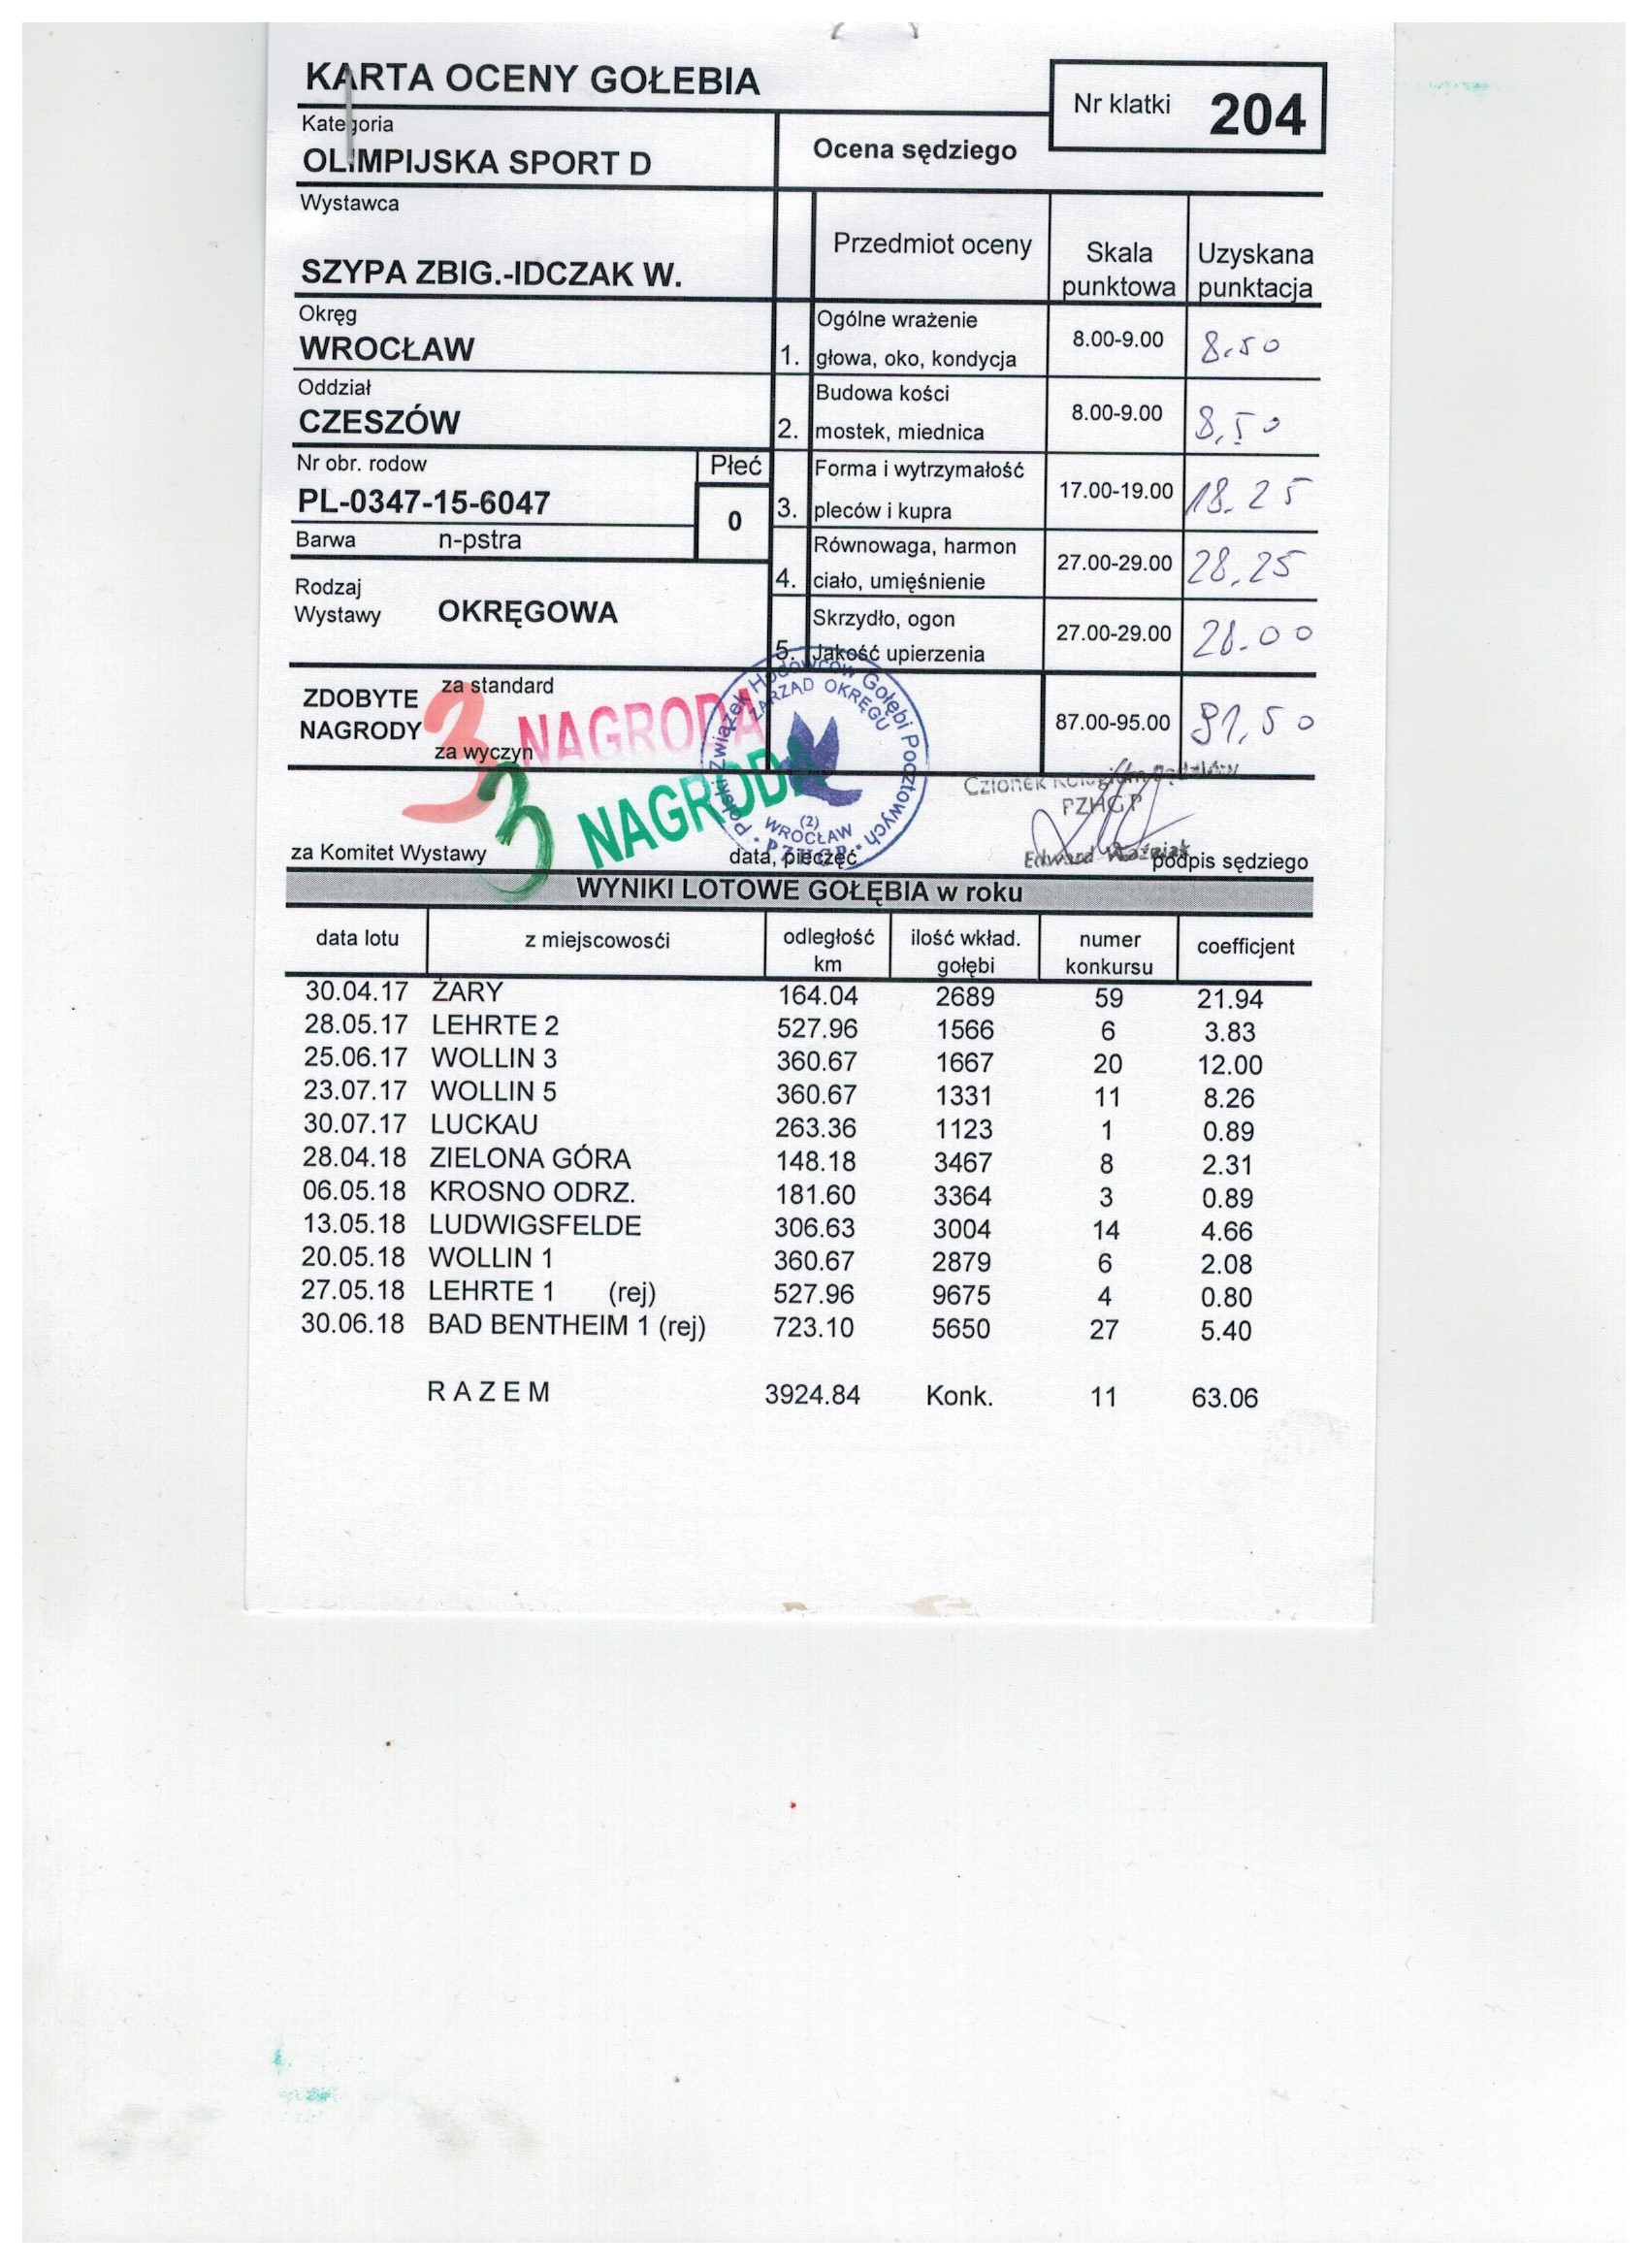 KARTA OCENY GOŁEBIA
Nr klatki 204
Kategoria
OLIMPIJSKA SPORT D
Ocena sędziego
Wystawca
SZYPA ZBIG.-IDCZAK W.
Przedmiot oceny
Skala punktowa
Uzyskana punktacja
Okręg
WROCŁAW
1. Ogólne wrażenie
głowa, oko, kondycja
8.00-9.00 8.50
Oddział
CZESZÓW
2. Budowa kości
mostek, miednica
8.00-9.00 8,50
Nr obr. rodow
PL-0347-15-6047
Płeć
0
3. Forma i wytrzymałość
pleców i kupra
17.00-19.00 18.25
Barwa n-pstra
4. Równowaga, harmon
ciało, umięśnienie
27.00-29.00 28,25
Rodzaj
Wystawy OKRĘGOWA
5. Skrzydło, ogon
Jakość upierzenia
27.00-29.00 28.00
ZDOBYTE
NAGRODY
za standard
3 NAGRODA
za wyczyn
3 NAGRODA
87.00-95.00 91,50
Polski Związek Hodowców Gołębi Pocztowych
ZARZĄD OKRĘGU
(2)
WROCŁAW
P.Z.H.G.P.
Członek Kolegium Sędziów
PZHGP
Edward Woźniak
za Komitet Wystawy
data, pieczęć
podpis sędziego
WYNIKI LOTOWE GOŁĘBIA w roku
data lotu z miejscowośći odległość km ilość wkład. gołębi numer konkursu coefficjent
30.04.17 ŻARY 164.04 2689 59 21.94
28.05.17 LEHRTE 2 527.96 1566 6 3.83
25.06.17 WOLLIN 3 360.67 1667 20 12.00
23.07.17 WOLLIN 5 360.67 1331 11 8.26
30.07.17 LUCKAU 263.36 1123 1 0.89
28.04.18 ZIELONA GÓRA 148.18 3467 8 2.31
06.05.18 KROSNO ODRZ. 181.60 3364 3 0.89
13.05.18 LUDWIGSFELDE 306.63 3004 14 4.66
20.05.18 WOLLIN 1 360.67 2879 6 2.08
27.05.18 LEHRTE 1 (rej) 527.96 9675 4 0.80
30.06.18 BAD BENTHEIM 1 (rej) 723.10 5650 27 5.40
R A Z E M 3924.84 Konk. 11 63.06